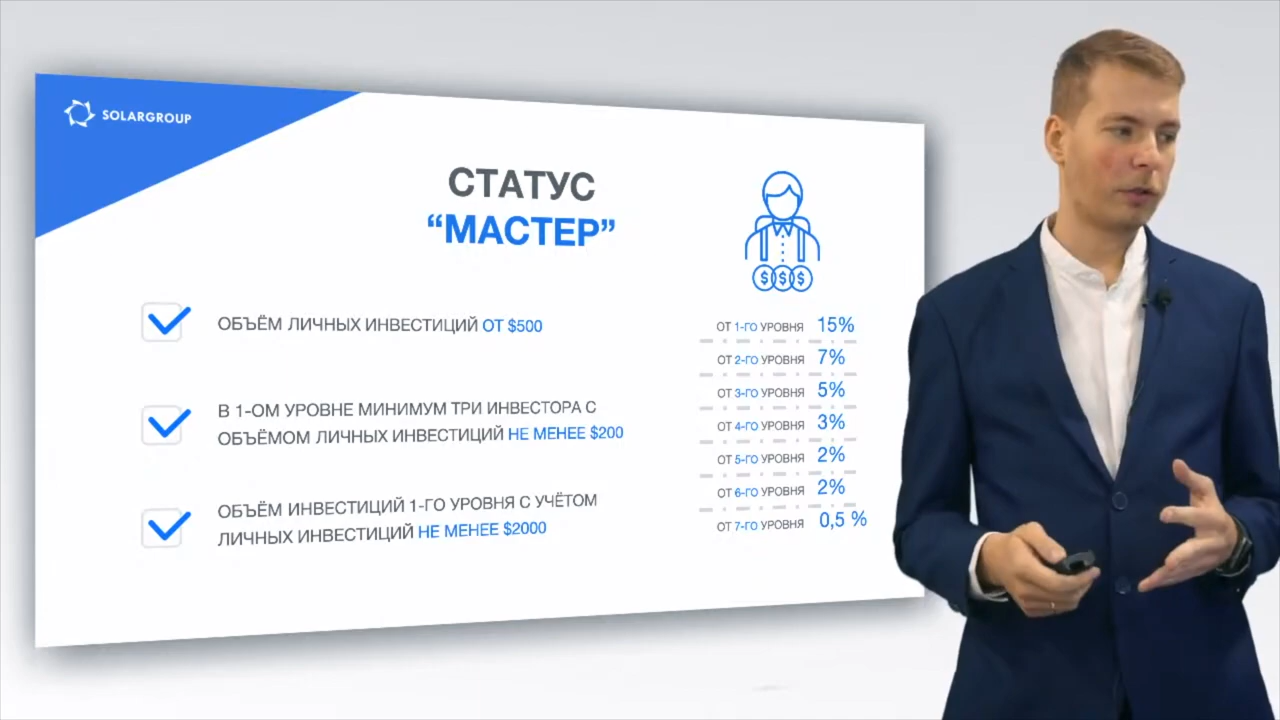 SOLARGROUP
СТАТУС
“МАСТЕР”
ОБЪЁМ ЛИЧНЫХ ИНВЕСТИЦИЙ ОТ $500
В 1-ОМ УРОВНЕ МИНИМУМ ТРИ ИНВЕСТОРА С
ОБЪЁМОМ ЛИЧНЫХ ИНВЕСТИЦИЙ НЕ МЕНЕЕ $200
ОБЪЁМ ИНВЕСТИЦИЙ 1-ГО УРОВНЯ С УЧЁТОМ
ЛИЧНЫХ ИНВЕСТИЦИЙ НЕ МЕНЕЕ $2000
$ $ $
ОТ 1-ГО УРОВНЯ 15%
ОТ 2-ГО УРОВНЯ 7%
ОТ 3-ГО УРОВНЯ 5%
ОТ 4-ГО УРОВНЯ 3%
ОТ 5-ГО УРОВНЯ 2%
ОТ 6-ГО УРОВНЯ 2%
ОТ 7-ГО УРОВНЯ 0,5 %